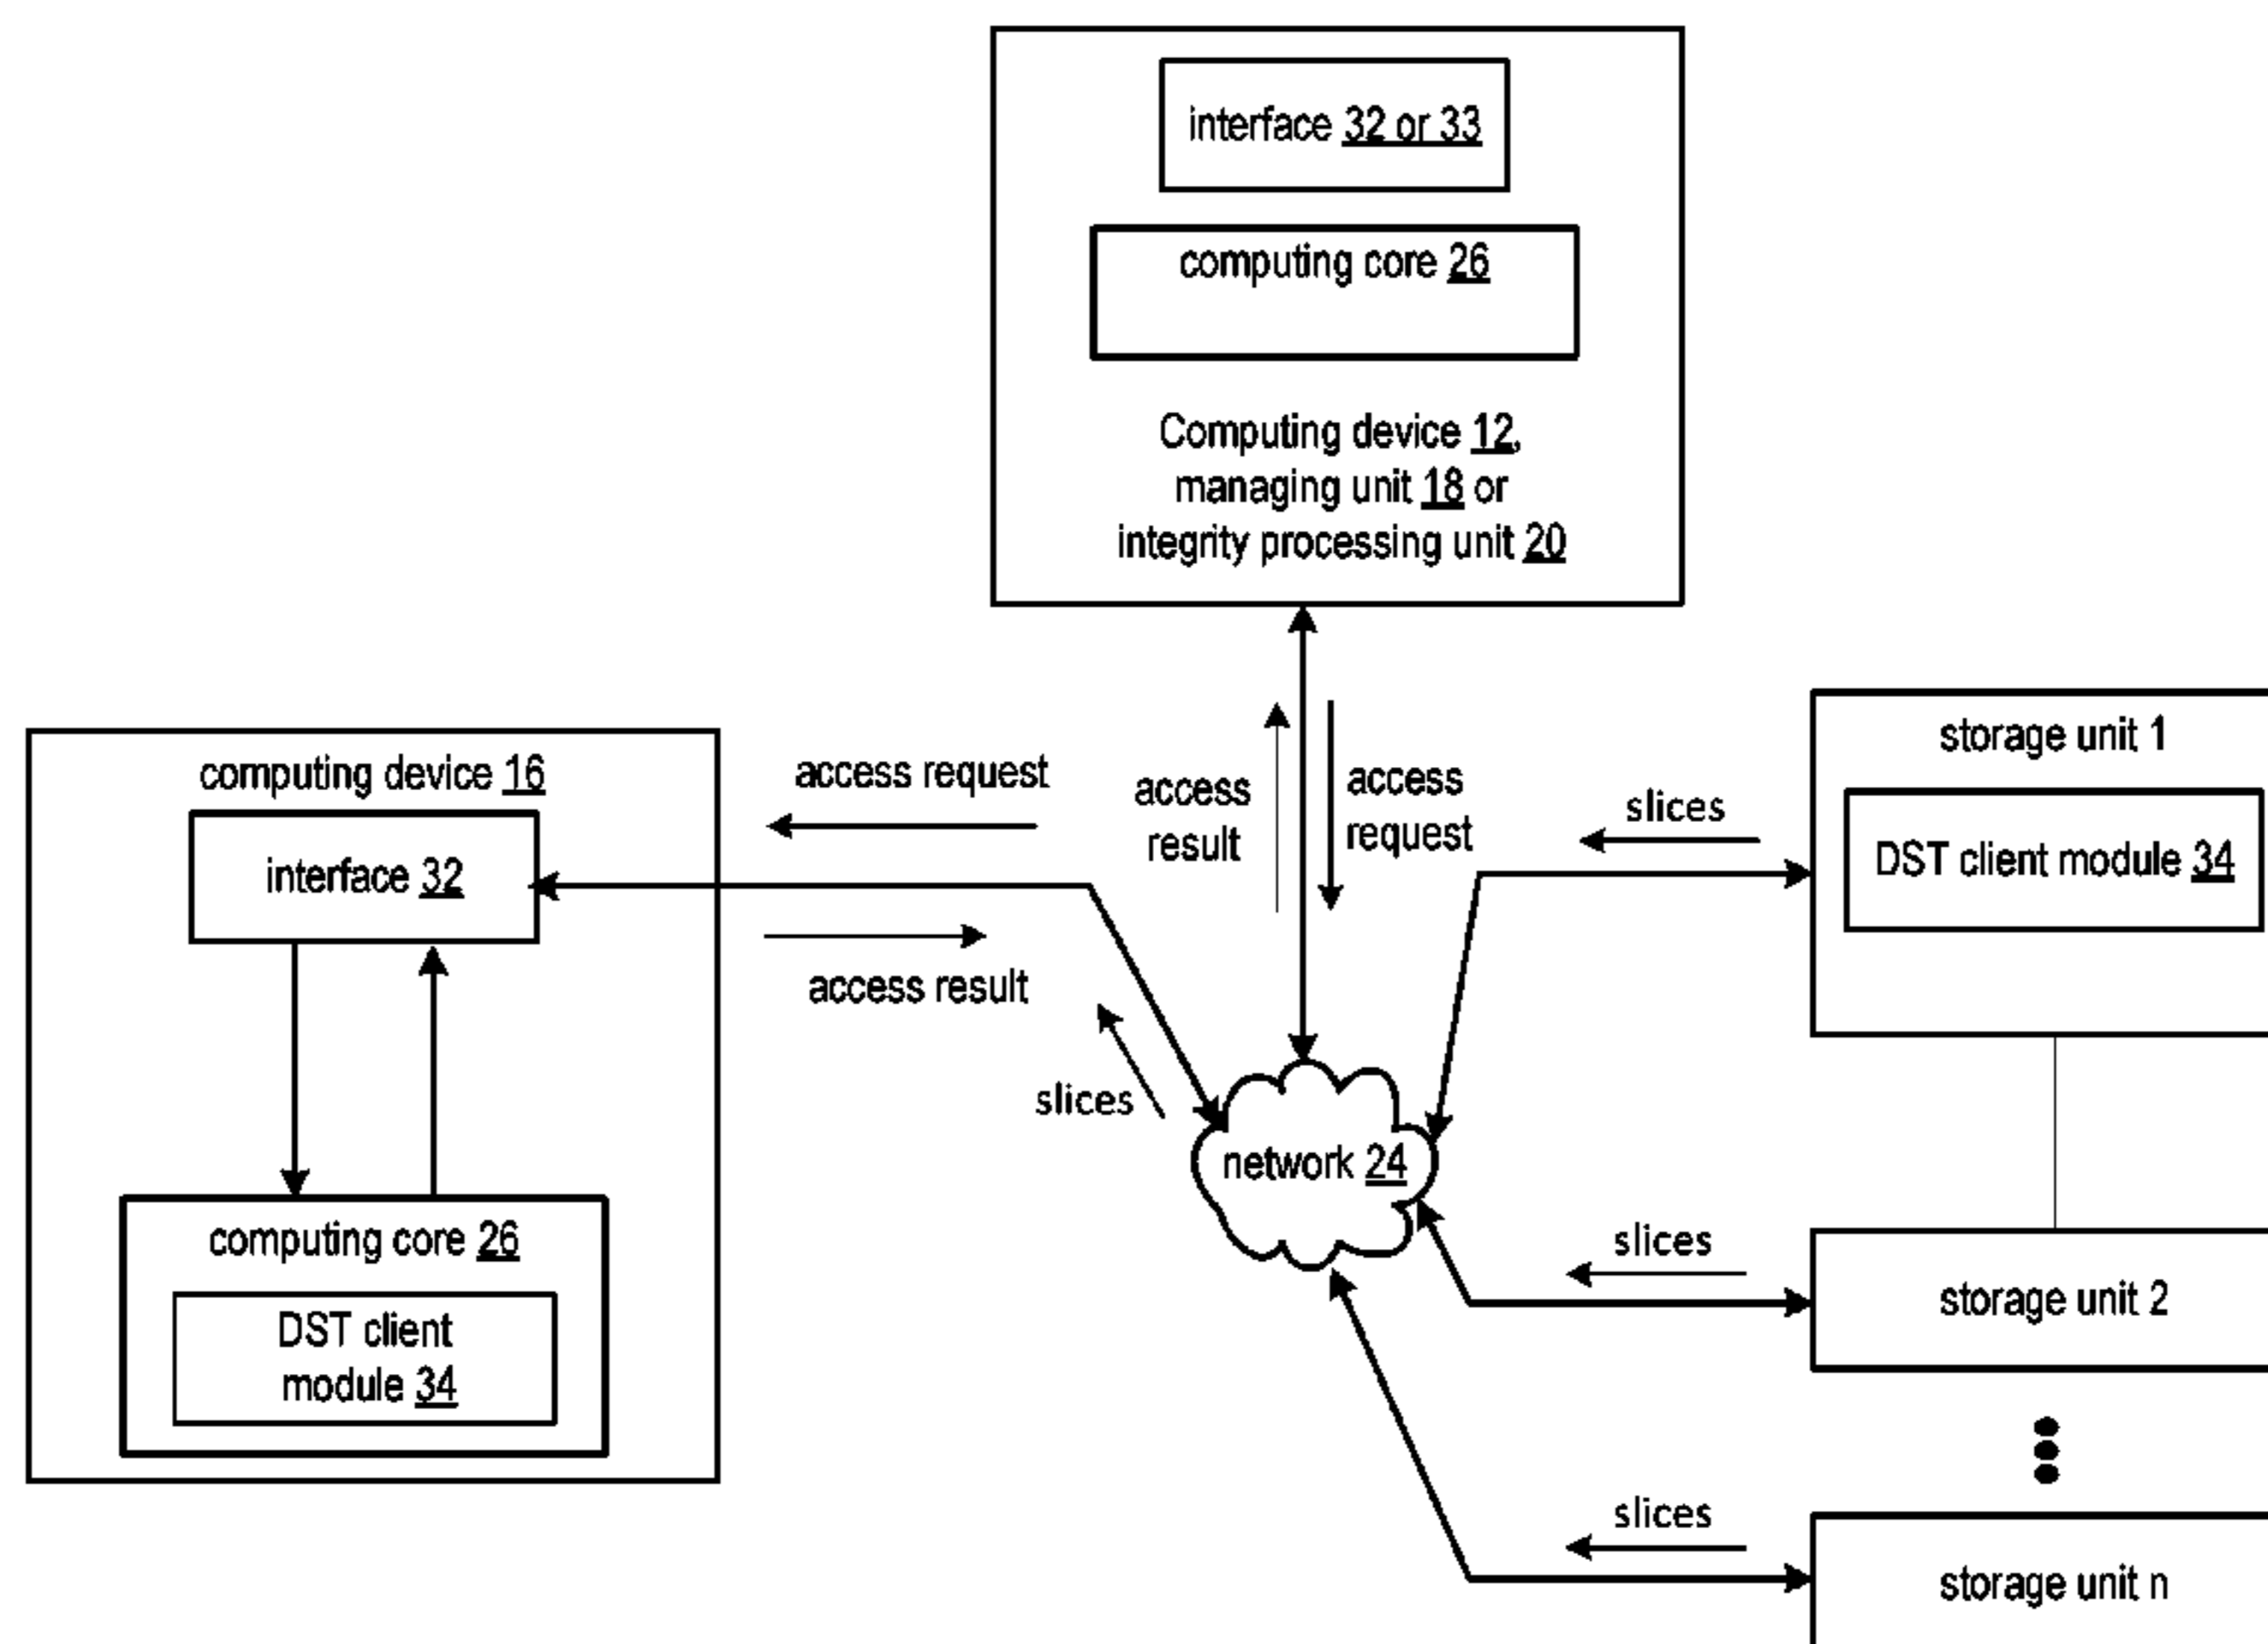 interface 32 or 33
computing core 26
Computing device 12,
managing unit 18 or
integrity processing unit 20
computing device 16
interface 32
computing core 26
DST client
module 34
access request
access result
slices
access
result
access
request
network 24
slices
storage unit 1
DST client module 34
slices
storage unit 2
slices
storage unit n